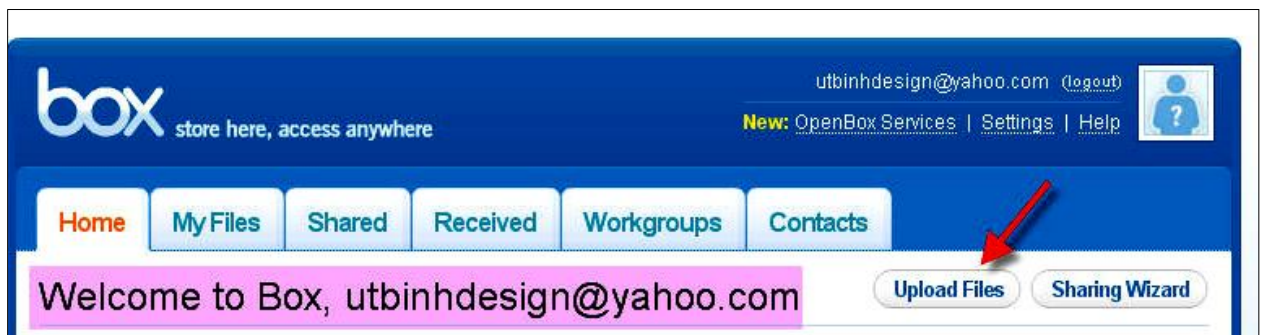 box store here, access anywhere
utbinhdesign@yahoo.com (logout)
New: OpenBox Services | Settings | Help
?
Home My Files Shared Received Workgroups Contacts
Welcome to Box, utbinhdesign@yahoo.com
Upload Files Sharing Wizard